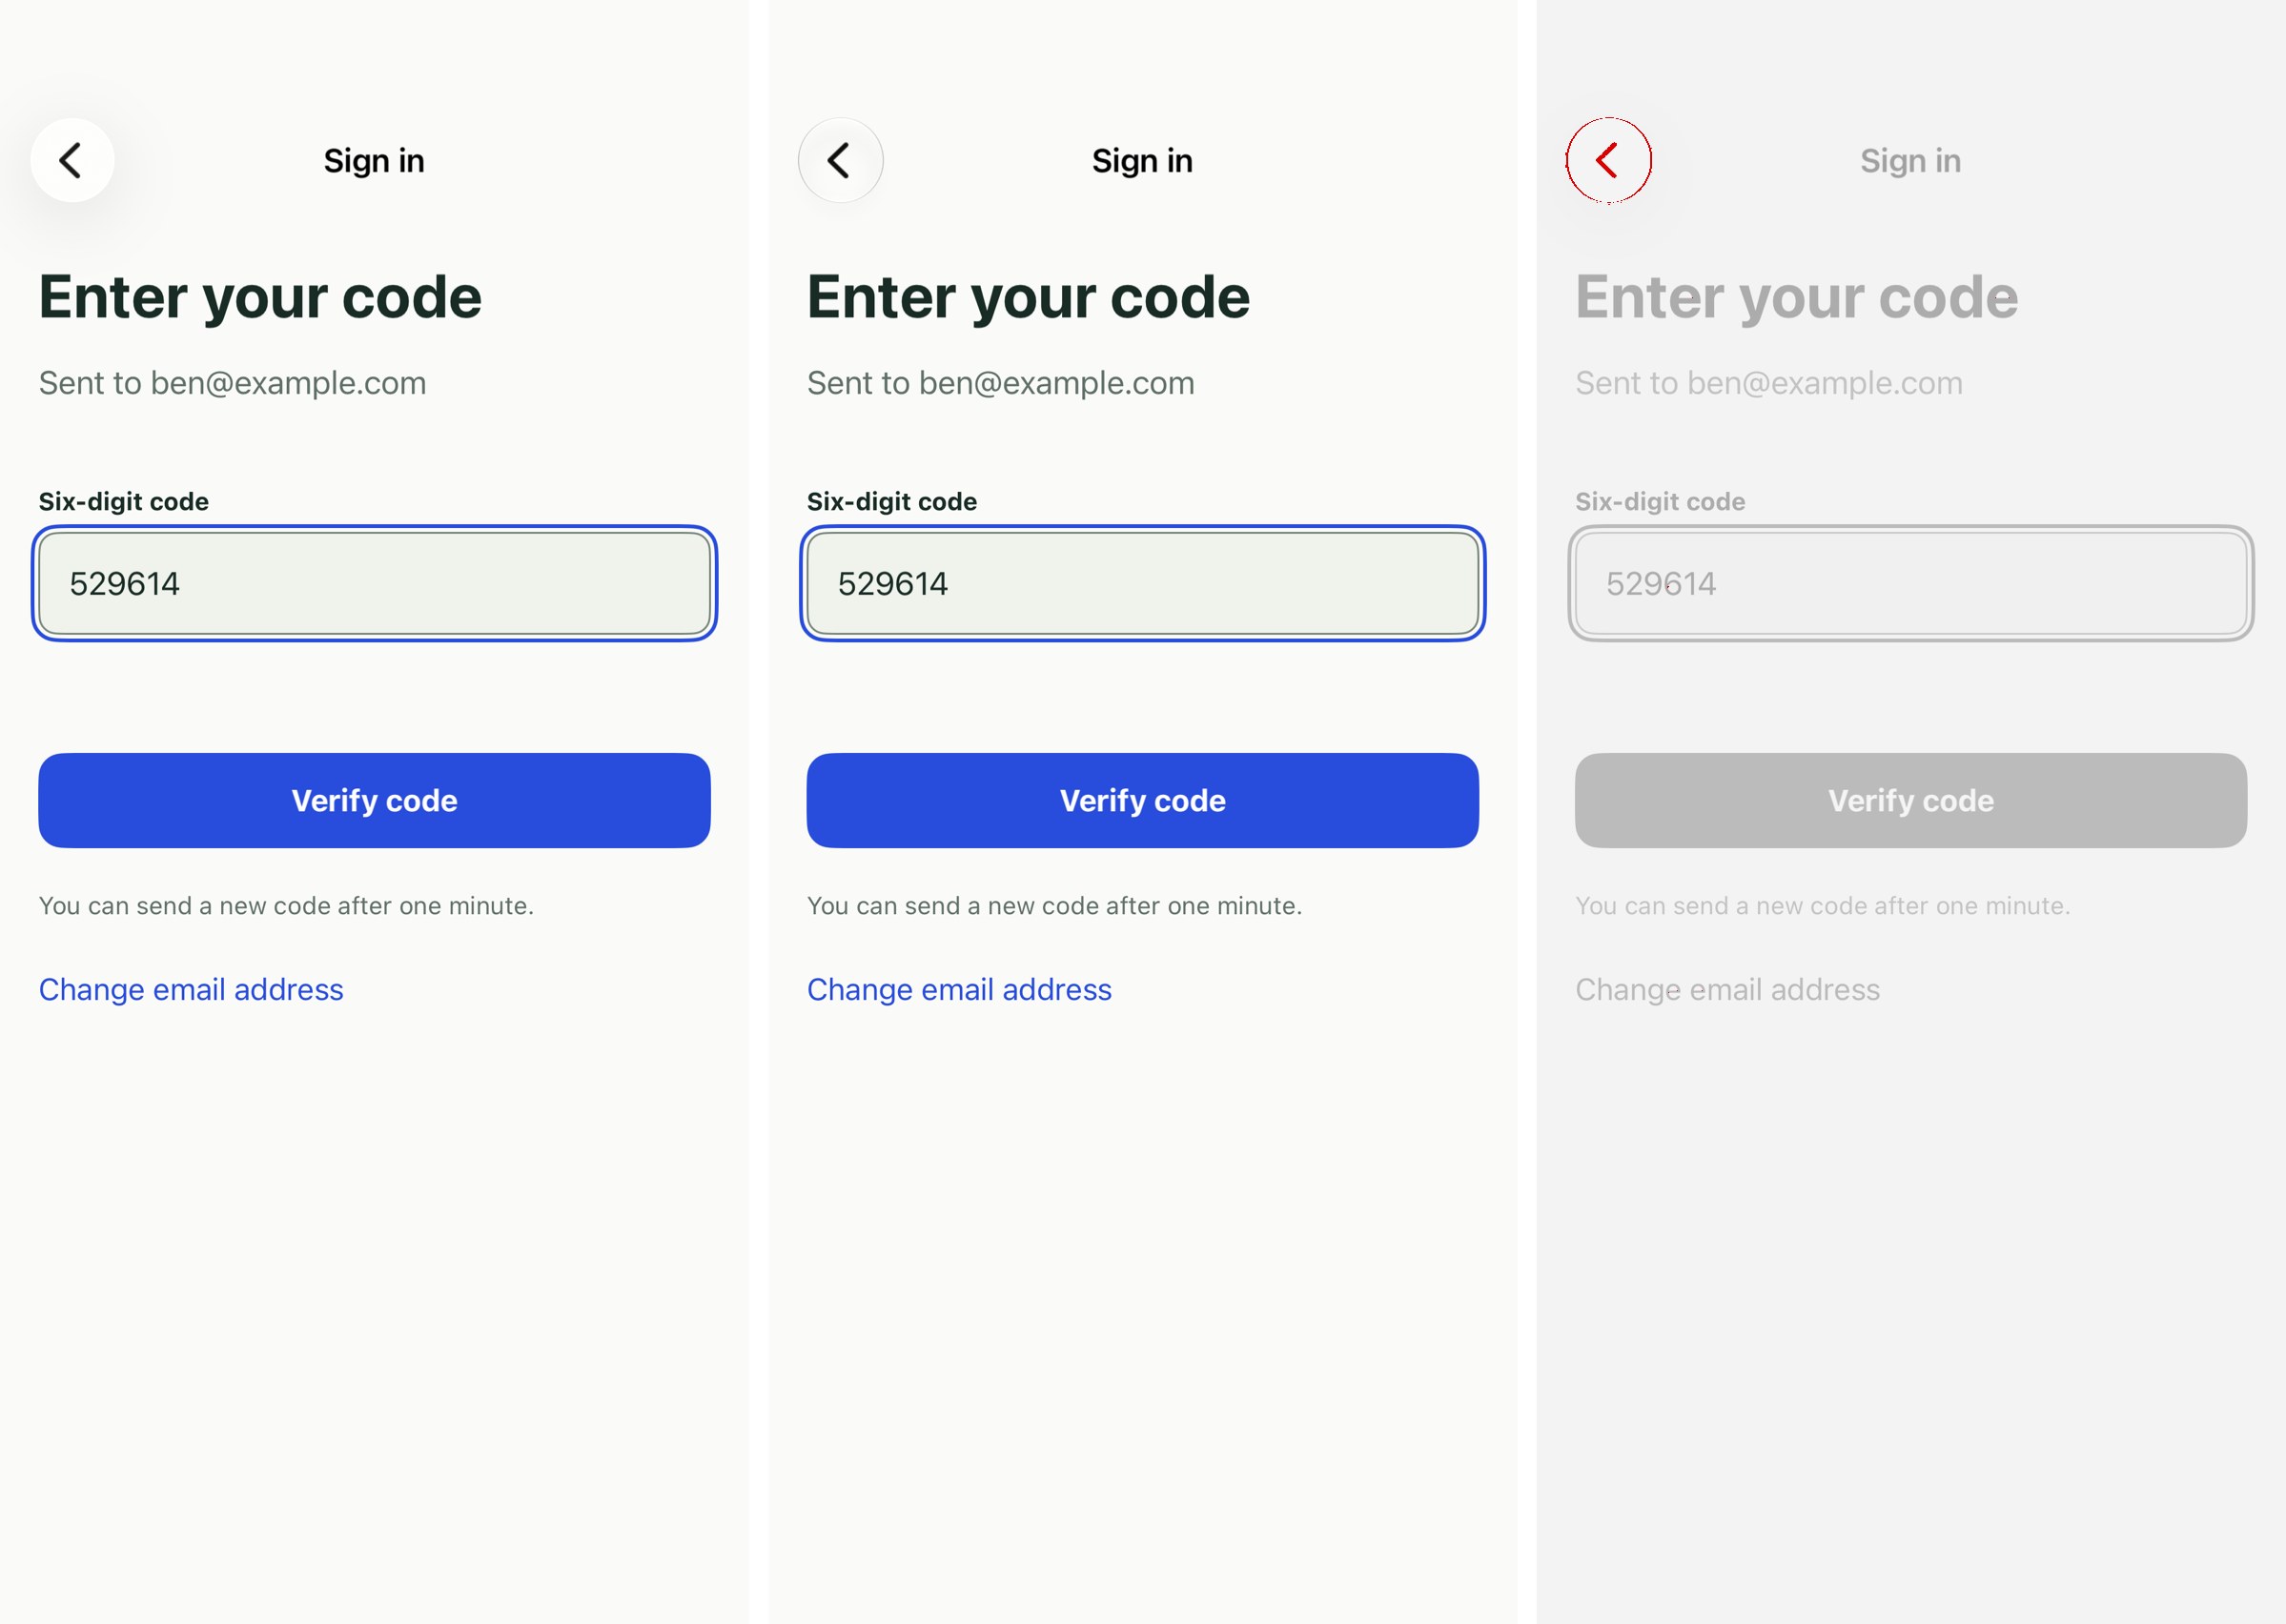 Sign in
Enter your code
Sent to ben@example.com
Six-digit code
529614
Verify code
You can send a new code after one minute.
Change email address
Sign in
Enter your code
Sent to ben@example.com
Six-digit code
529614
Verify code
You can send a new code after one minute.
Change email address
Sign in
Enter your code
Sent to ben@example.com
Six-digit code
529614
Verify code
You can send a new code after one minute.
Change email address